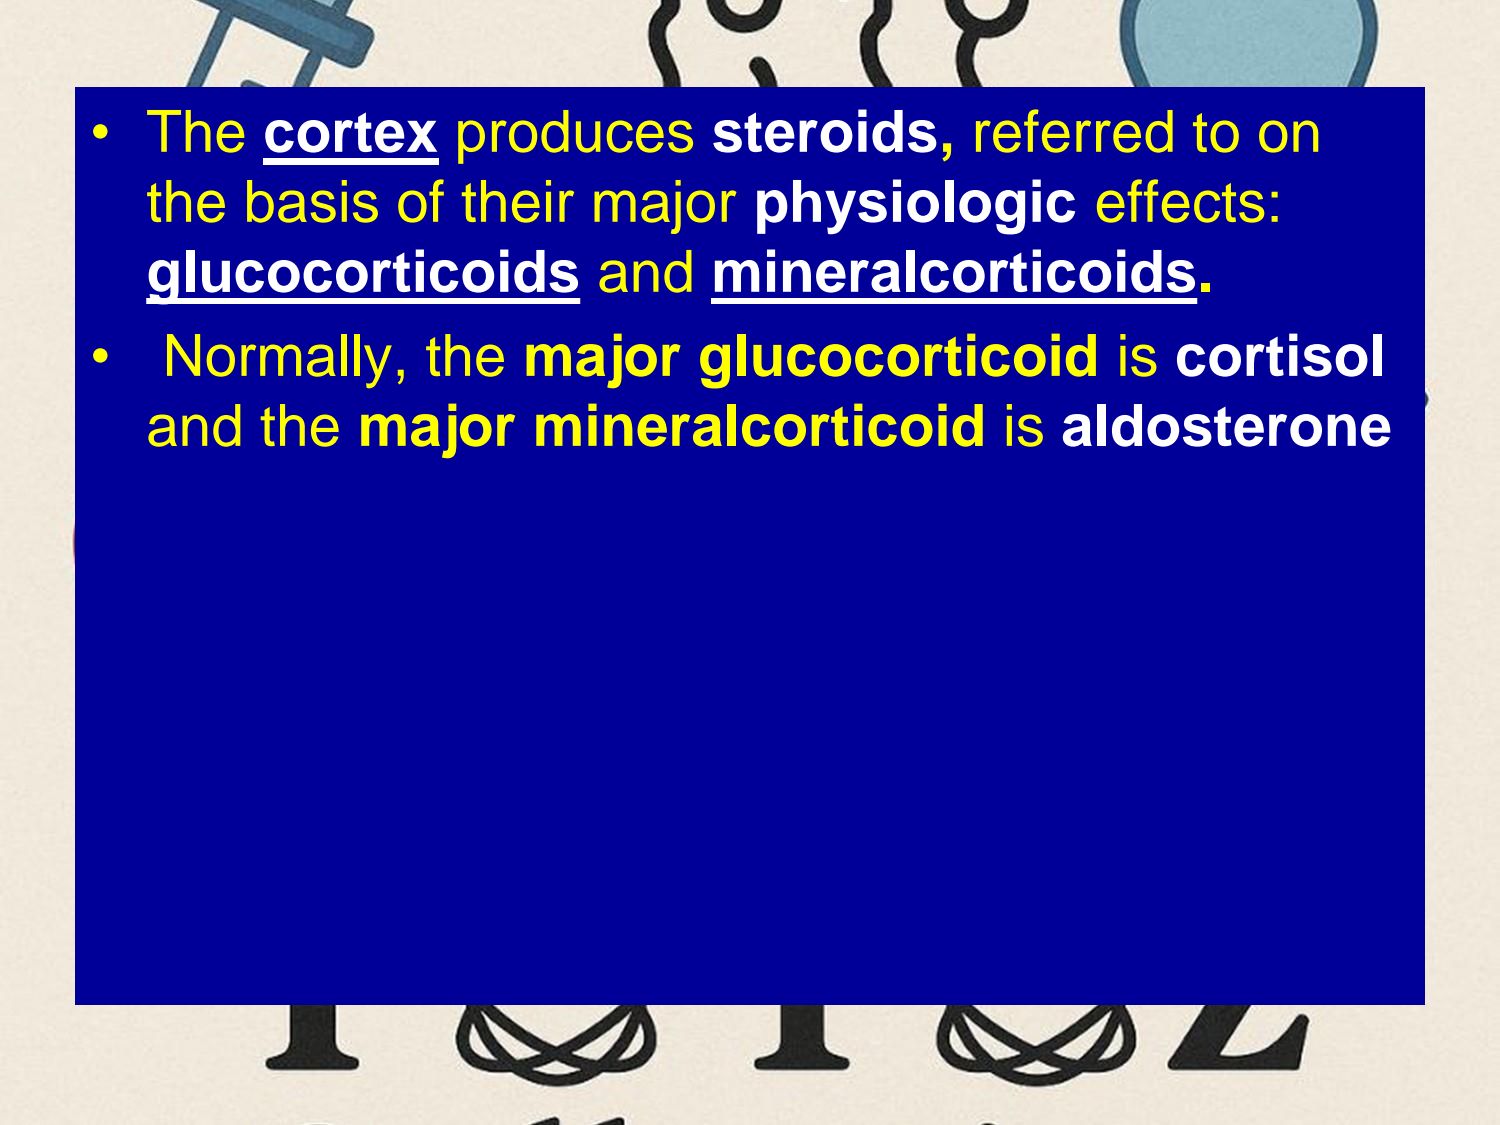 • The cortex produces steroids, referred to on
the basis of their major physiologic effects:
glucocorticoids and mineralcorticoids.
• Normally, the major glucocorticoid is cortisol
and the major mineralcorticoid is aldosterone